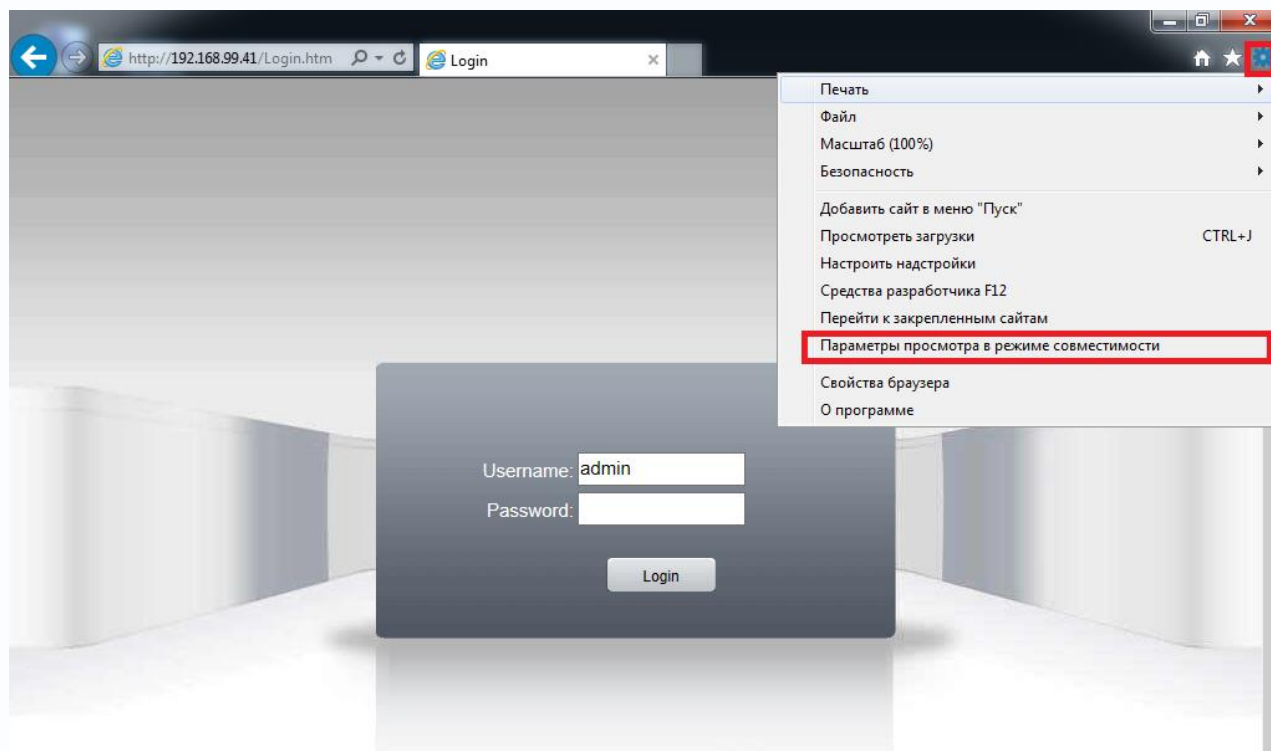 http://192.168.99.41/Login.htm
Login
Печать
Файл
Масштаб (100%)
Безопасность
Добавить сайт в меню "Пуск"
Просмотреть загрузки CTRL+J
Настроить надстройки
Средства разработчика F12
Перейти к закрепленным сайтам
Параметры просмотра в режиме совместимости
Свойства браузера
О программе
Username: admin
Password:
Login